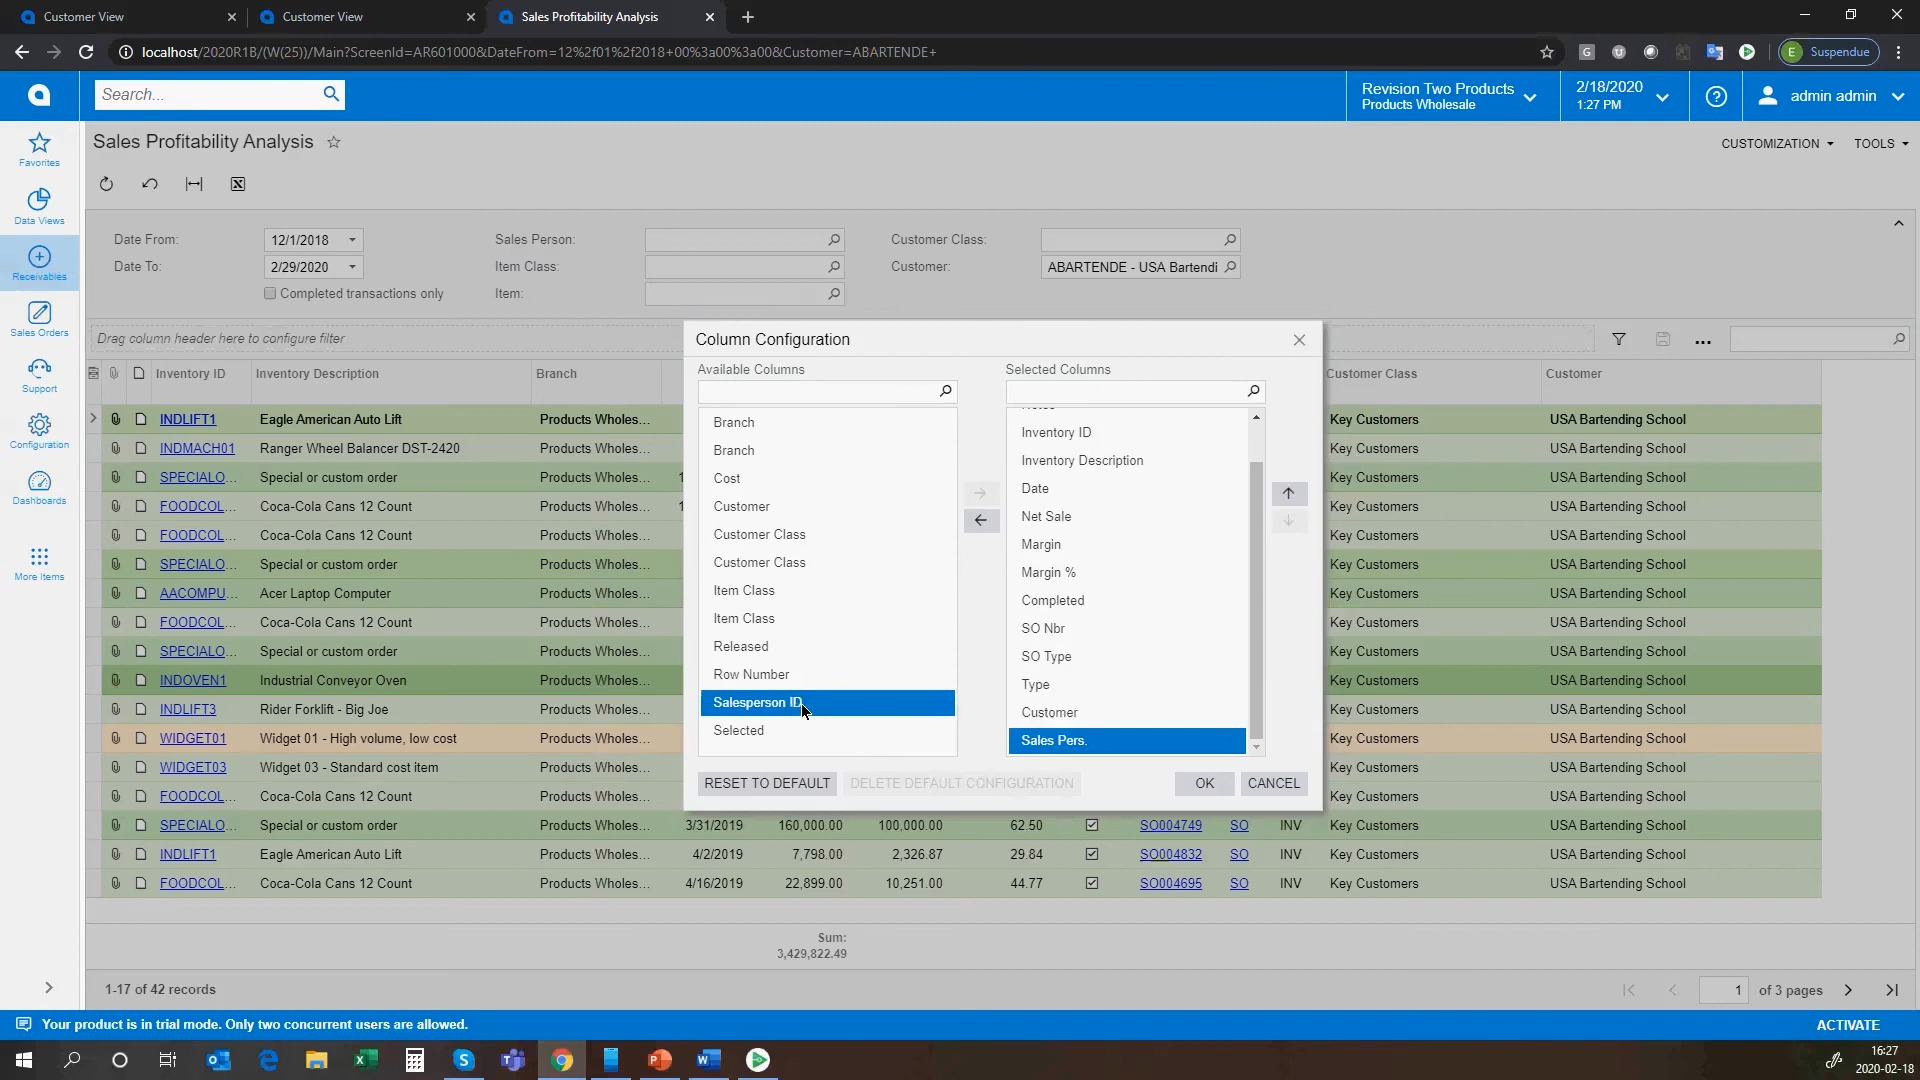 Customer View
Customer View
Sales Profitability Analysis
localhost/2020R1B/(W(25))/Main?ScreenId=AR601000&DateFrom=12%2f01%2f2018+00%3a00%3a00&Customer=ABARTENDE+
G
E Suspendue
Search...
Revision Two Products
Products Wholesale
2/18/2020
1:27 PM
admin admin
Favorites
Data Views
Receivables
Sales Orders
Support
Configuration
Dashboards
More Items
Sales Profitability Analysis
CUSTOMIZATION
TOOLS
Date From: 12/1/2018
Sales Person:
Customer Class:
Date To: 2/29/2020
Item Class:
Customer: ABARTENDE - USA Bartendi
Completed transactions only
Item:
Drag column header here to configure filter
Inventory ID Inventory Description Branch Customer Class Customer
INDLIFT1 Eagle American Auto Lift Products Wholes... Key Customers USA Bartending School
INDMACH01 Ranger Wheel Balancer DST-2420 Products Wholes... Key Customers USA Bartending School
SPECIALO... Special or custom order Products Wholes... 1 Key Customers USA Bartending School
FOODCOL... Coca-Cola Cans 12 Count Products Wholes... 1 Key Customers USA Bartending School
FOODCOL... Coca-Cola Cans 12 Count Products Wholes... Key Customers USA Bartending School
SPECIALO... Special or custom order Products Wholes... Key Customers USA Bartending School
AACOMPU... Acer Laptop Computer Products Wholes... Key Customers USA Bartending School
FOODCOL... Coca-Cola Cans 12 Count Products Wholes... Key Customers USA Bartending School
SPECIALO... Special or custom order Products Wholes... Key Customers USA Bartending School
INDOVEN1 Industrial Conveyor Oven Products Wholes... Key Customers USA Bartending School
INDLIFT3 Rider Forklift - Big Joe Products Wholes... Key Customers USA Bartending School
WIDGET01 Widget 01 - High volume, low cost Products Wholes... Key Customers USA Bartending School
WIDGET03 Widget 03 - Standard cost item Products Wholes... Key Customers USA Bartending School
FOODCOL... Coca-Cola Cans 12 Count Products Wholes... Key Customers USA Bartending School
SPECIALO... Special or custom order Products Wholes... 3/31/2019 160,000.00 100,000.00 62.50 SO004749 SO INV Key Customers USA Bartending School
INDLIFT1 Eagle American Auto Lift Products Wholes... 4/2/2019 7,798.00 2,326.87 29.84 SO004832 SO INV Key Customers USA Bartending School
FOODCOL... Coca-Cola Cans 12 Count Products Wholes... 4/16/2019 22,899.00 10,251.00 44.77 SO004695 SO INV Key Customers USA Bartending School
Sum:
3,429,822.49
1-17 of 42 records
1 of 3 pages
Column Configuration
Available Columns
Branch
Branch
Cost
Customer
Customer Class
Customer Class
Item Class
Item Class
Released
Row Number
Salesperson ID
Selected
Selected Columns
Notes
Inventory ID
Inventory Description
Date
Net Sale
Margin
Margin %
Completed
SO Nbr
SO Type
Type
Customer
Sales Pers.
RESET TO DEFAULT
DELETE DEFAULT CONFIGURATION
OK
CANCEL
Your product is in trial mode. Only two concurrent users are allowed.
ACTIVATE
16:27
2020-02-18